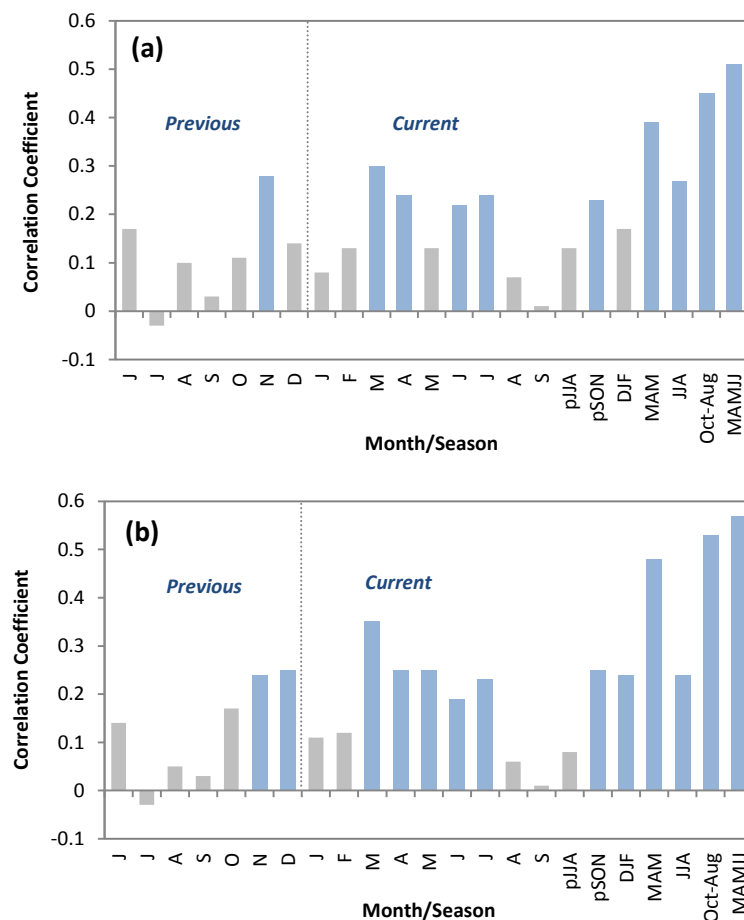 (a)
Previous
Current
Correlation Coefficient
0.6
0.5
0.4
0.3
0.2
0.1
0
-0.1
J J A S O N D J F M A M J J A S pJJA pSON DJF MAM JJA Oct-Aug MAMJJ
Month/Season
(b)
Previous
Current
Correlation Coefficient
0.6
0.5
0.4
0.3
0.2
0.1
0
-0.1
J J A S O N D J F M A M J J A S pJJA pSON DJF MAM JJA Oct-Aug MAMJJ
Month/Season